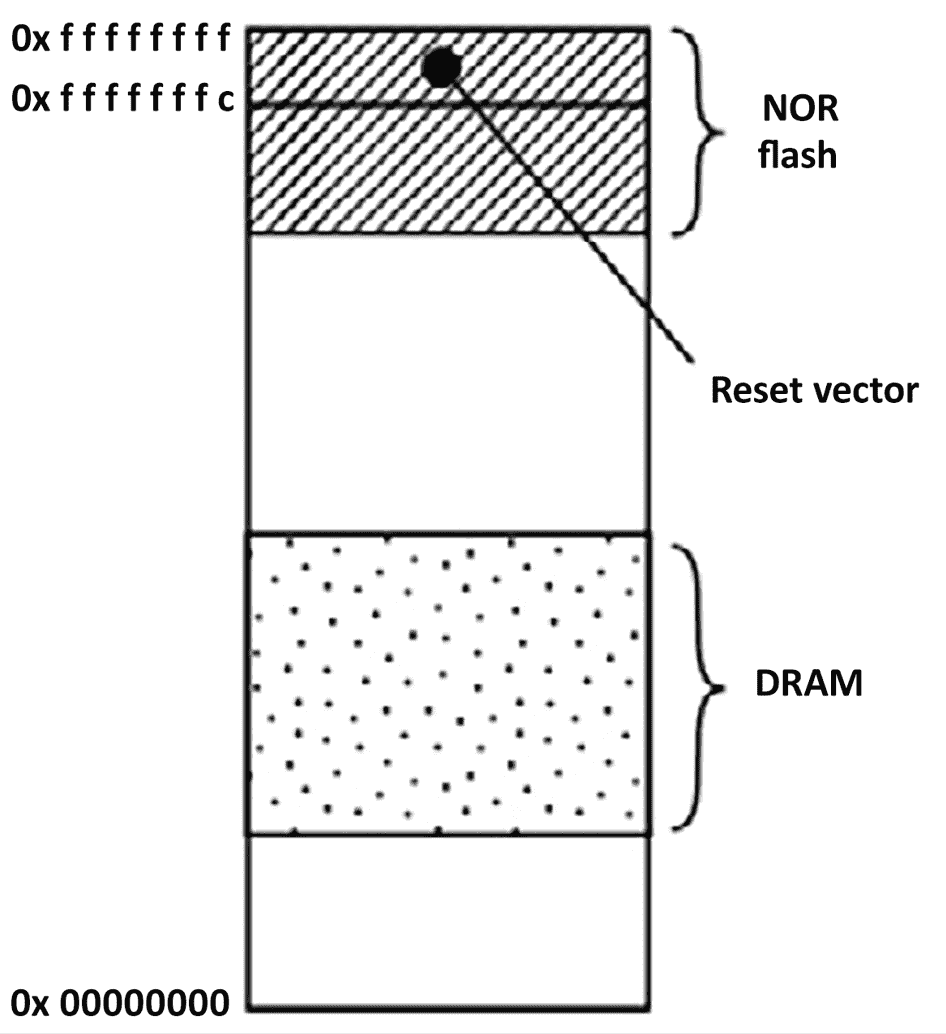 0x f f f f f f f f
0x f f f f f f f c
NOR
flash
Reset vector
DRAM
0x 00000000